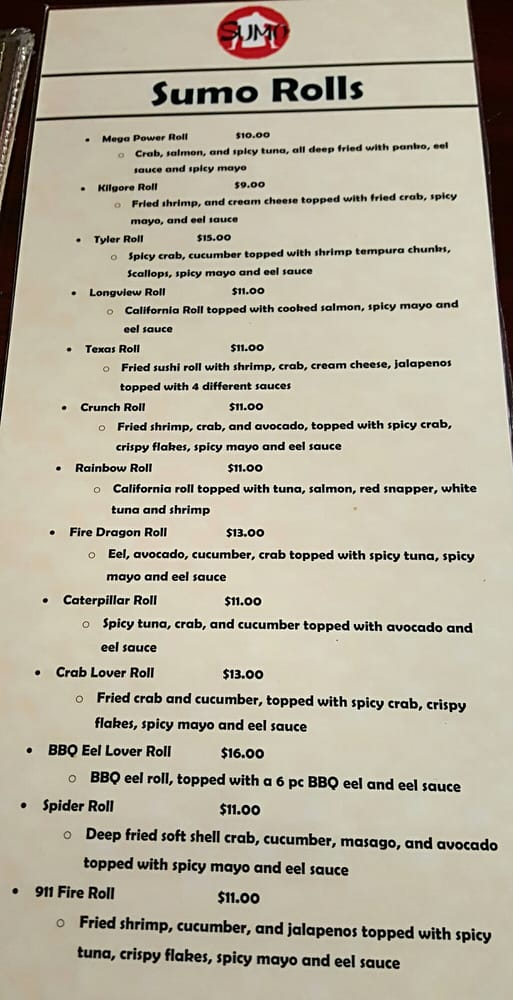 SUMO
Sumo Rolls
• Mega Power Roll $10.00
○ Crab, salmon, and spicy tuna, all deep fried with panko, eel
sauce and spicy mayo
• Kilgore Roll $9.00
○ Fried shrimp, and cream cheese topped with fried crab, spicy
mayo, and eel sauce
• Tyler Roll $15.00
○ Spicy crab, cucumber topped with shrimp tempura chunks,
Scallops, spicy mayo and eel sauce
• Longview Roll $11.00
○ California Roll topped with cooked salmon, spicy mayo and
eel sauce
• Texas Roll $11.00
○ Fried sushi roll with shrimp, crab, cream cheese, jalapenos
topped with 4 different sauces
• Crunch Roll $11.00
○ Fried shrimp, crab, and avocado, topped with spicy crab,
crispy flakes, spicy mayo and eel sauce
• Rainbow Roll $11.00
○ California roll topped with tuna, salmon, red snapper, white
tuna and shrimp
• Fire Dragon Roll $13.00
○ Eel, avocado, cucumber, crab topped with spicy tuna, spicy
mayo and eel sauce
• Caterpillar Roll $11.00
○ Spicy tuna, crab, and cucumber topped with avocado and
eel sauce
• Crab Lover Roll $13.00
○ Fried crab and cucumber, topped with spicy crab, crispy
flakes, spicy mayo and eel sauce
• BBQ Eel Lover Roll $16.00
○ BBQ eel roll, topped with a 6 pc BBQ eel and eel sauce
• Spider Roll $11.00
○ Deep fried soft shell crab, cucumber, masago, and avocado
topped with spicy mayo and eel sauce
• 911 Fire Roll $11.00
○ Fried shrimp, cucumber, and jalapenos topped with spicy
tuna, crispy flakes, spicy mayo and eel sauce